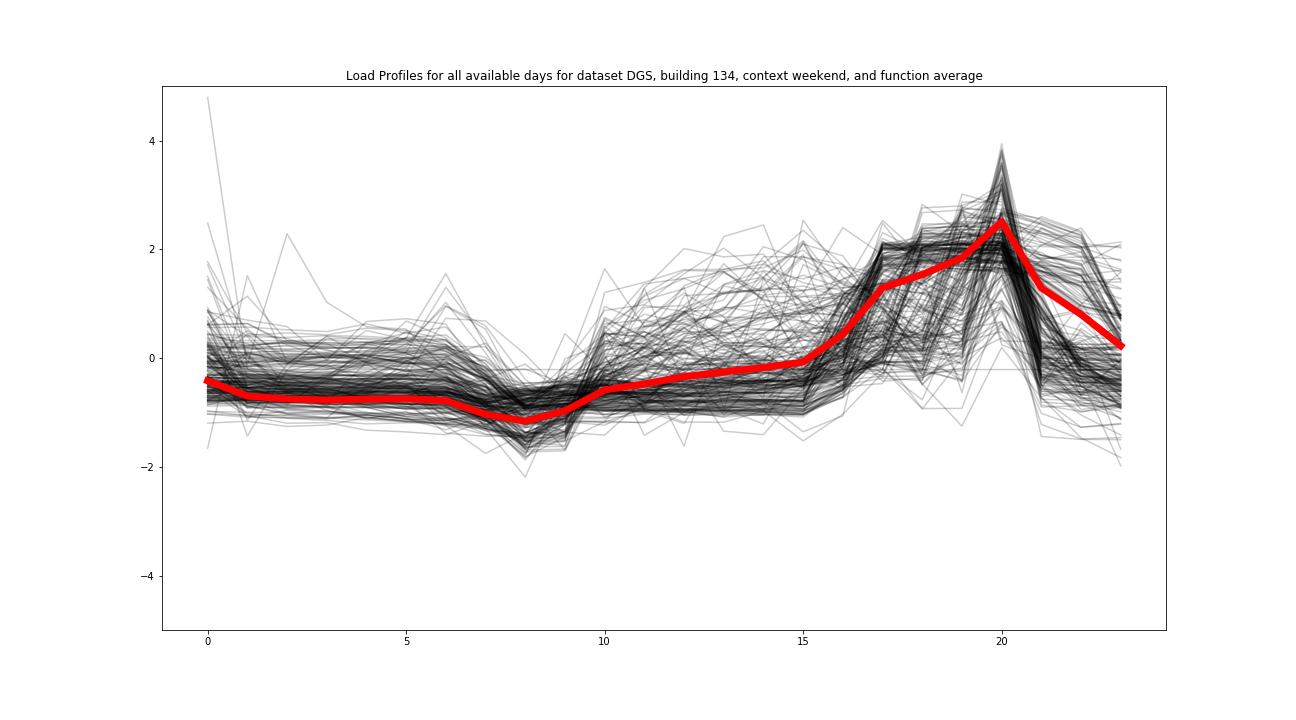 Load Profiles for all available days for dataset DGS, building 134, context weekend, and function average
4
2
0
−2
−4
0 5 10 15 20